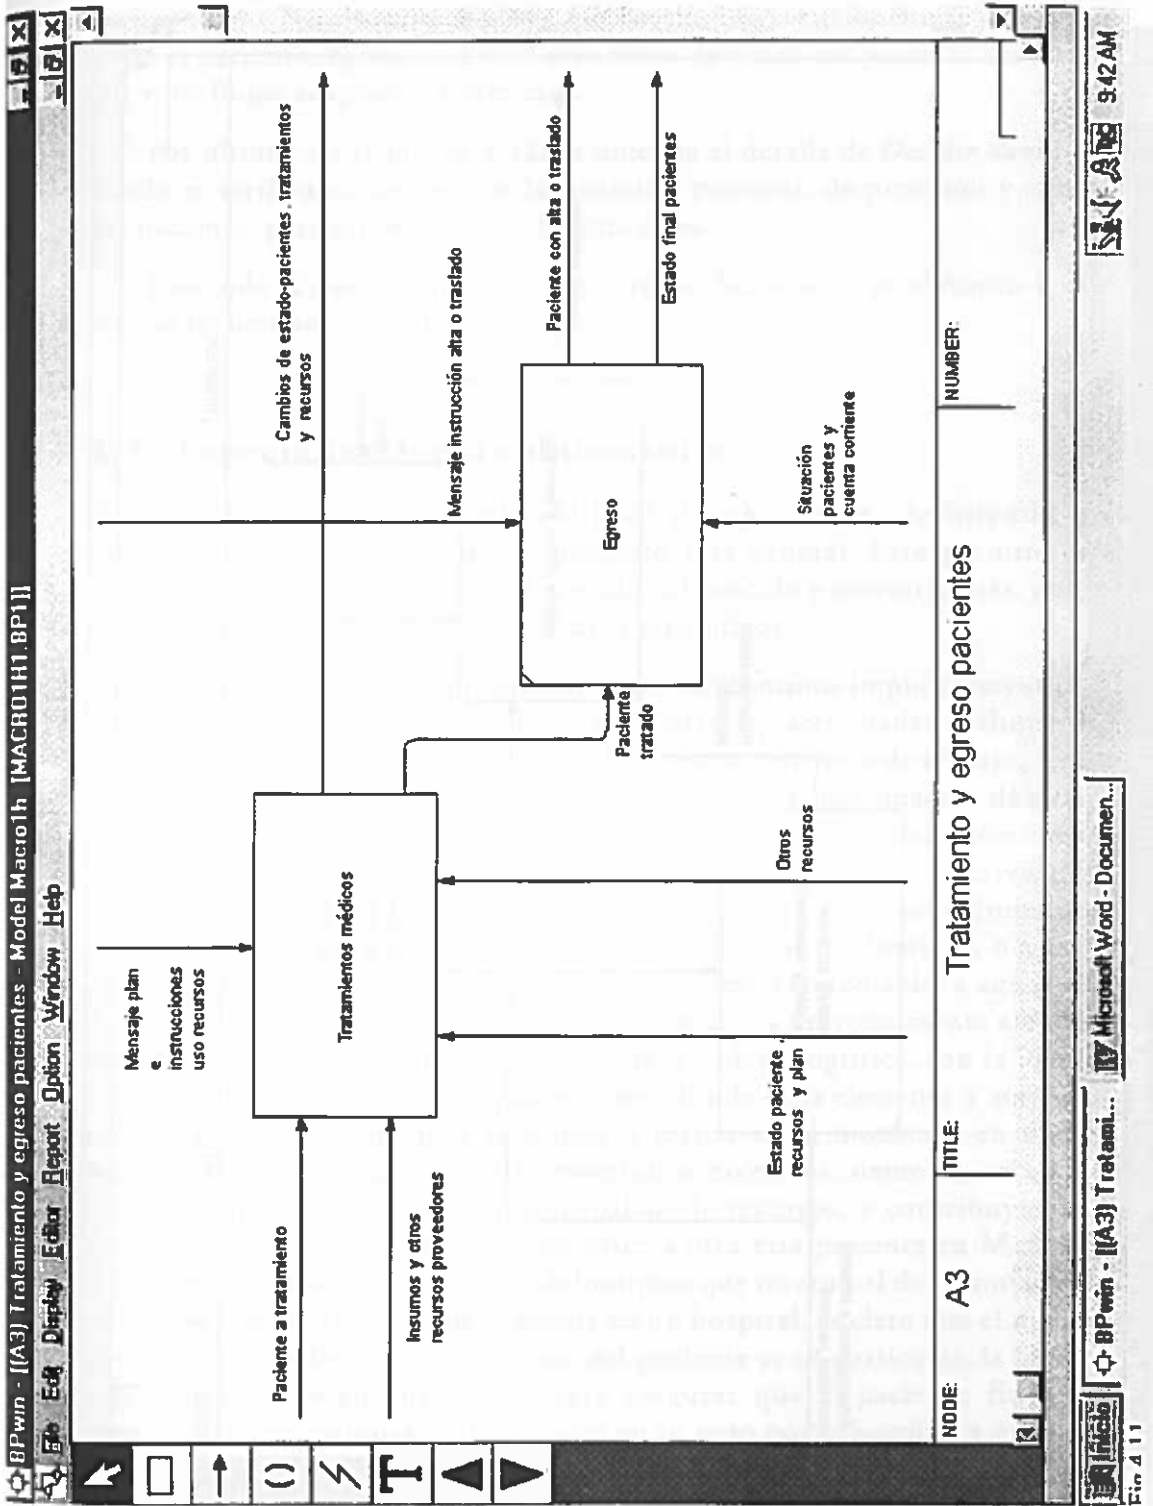 BPwin - [(A3) Tratamiento y egreso pacientes - Model Macro1h [MACRO1H1.BP1]]
File Edit Display Editor Report Option Window Help
Mensaje plan
e
instrucciones
uso recursos
Cambios de estado-pacientes , tratamientos
y recursos
Mensaje instrucción alta o traslado
Paciente a tratamiento
Insumos y otros
recursos proveedores
Tratamientos médicos
Paciente
tratado
Egreso
Paciente con alta o traslado
Estado final pacientes
Estado paciente ,
recursos y plan
Otros
recursos
Situación
pacientes y
cuenta corriente
NODE:
A3
TITLE:
Tratamiento y egreso pacientes
NUMBER:
Inicio
BPwin - [(A3) Tratami...
Microsoft Word - Documen...
9:42 AM
Fig 4.11